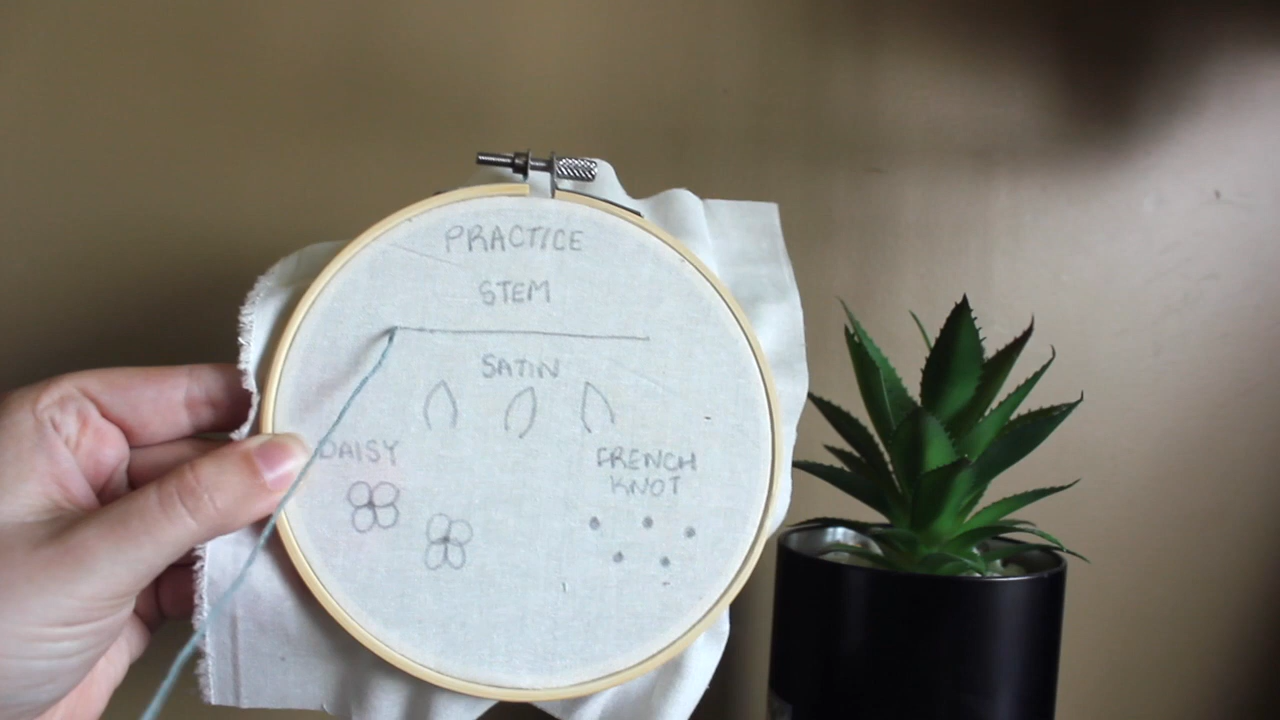 PRACTICE
STEM
SATIN
DAISY
FRENCH
KNOT